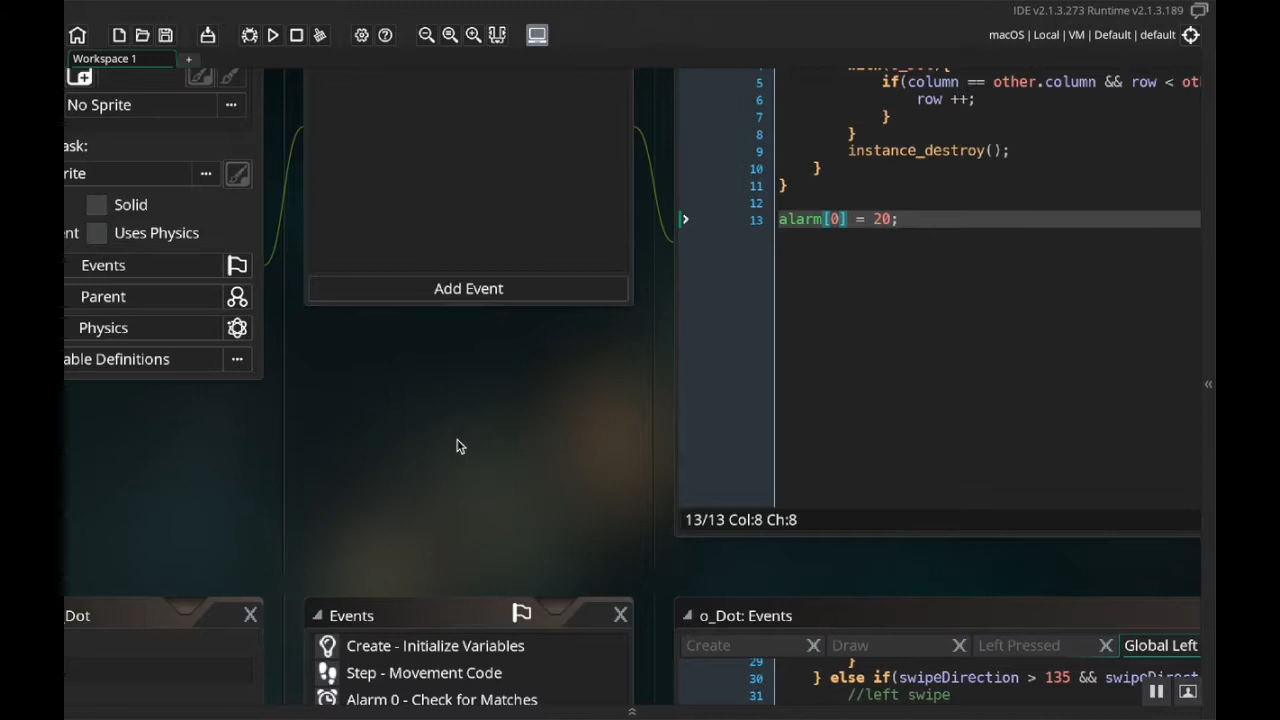 IDE v2.1.3.273 Runtime v2.1.3.189
macOS | Local | VM | Default | default
Workspace 1
+
No Sprite
...
ask:
rite
...
Solid
ent
Uses Physics
Events
Parent
Physics
able Definitions
...
Add Event
5 if(column == other.column && row < ot
6 row ++;
7 }
8 }
9 instance_destroy();
10 }
11 }
12
13 alarm[0] = 20;
13/13 Col:8 Ch:8
Dot
Events
Create - Initialize Variables
Step - Movement Code
Alarm 0 - Check for Matches
o_Dot: Events
Create
Draw
Left Pressed
Global Left
29 }
30 } else if(swipeDirection > 135 && swipeDirect
31 //left swipe